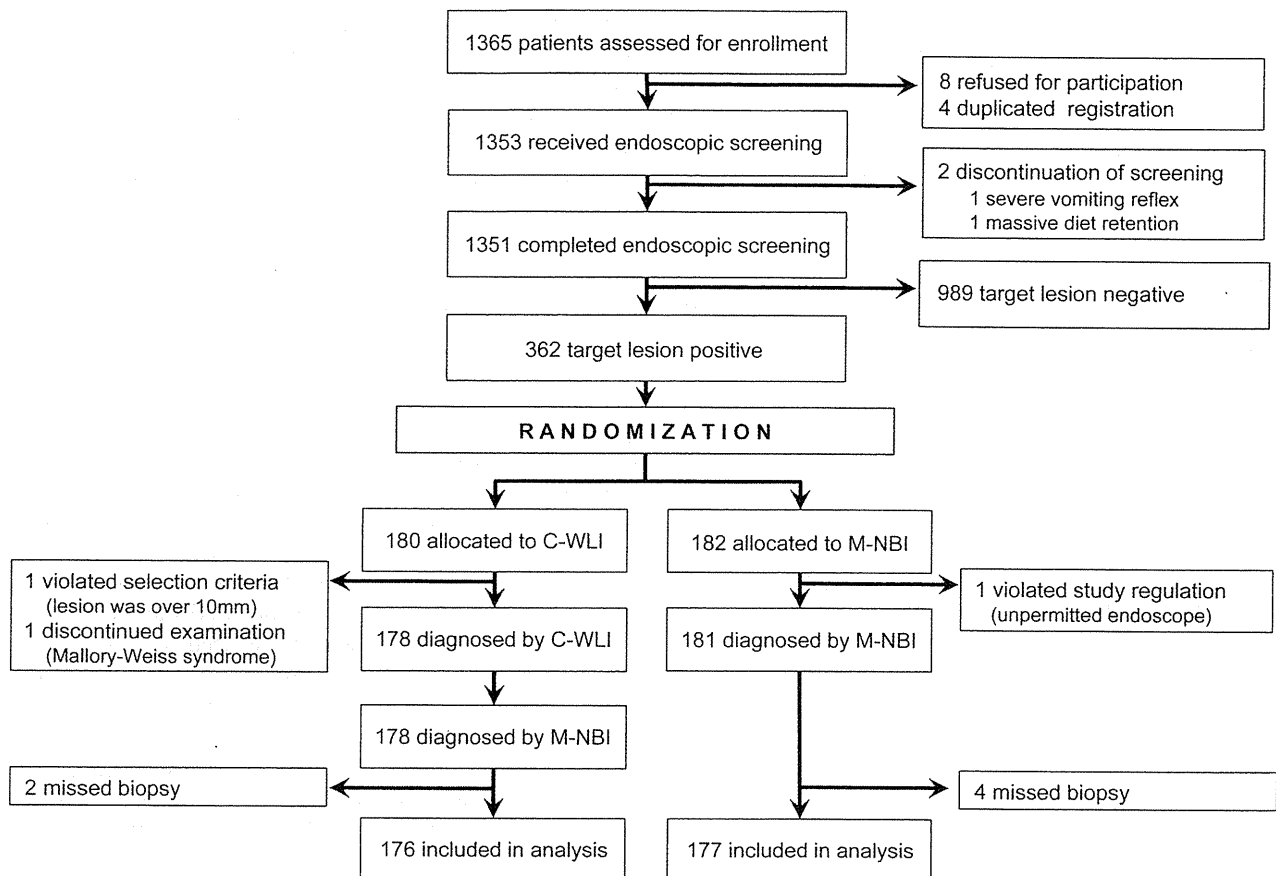 1365 patients assessed for enrollment
8 refused for participation
4 duplicated registration
1353 received endoscopic screening
2 discontinuation of screening
1 severe vomiting reflex
1 massive diet retention
1351 completed endoscopic screening
989 target lesion negative
362 target lesion positive
RANDOMIZATION
180 allocated to C-WLI
182 allocated to M-NBI
1 violated selection criteria
(lesion was over 10mm)
1 discontinued examination
(Mallory-Weiss syndrome)
1 violated study regulation
(unpermitted endoscope)
178 diagnosed by C-WLI
181 diagnosed by M-NBI
178 diagnosed by M-NBI
2 missed biopsy
4 missed biopsy
176 included in analysis
177 included in analysis